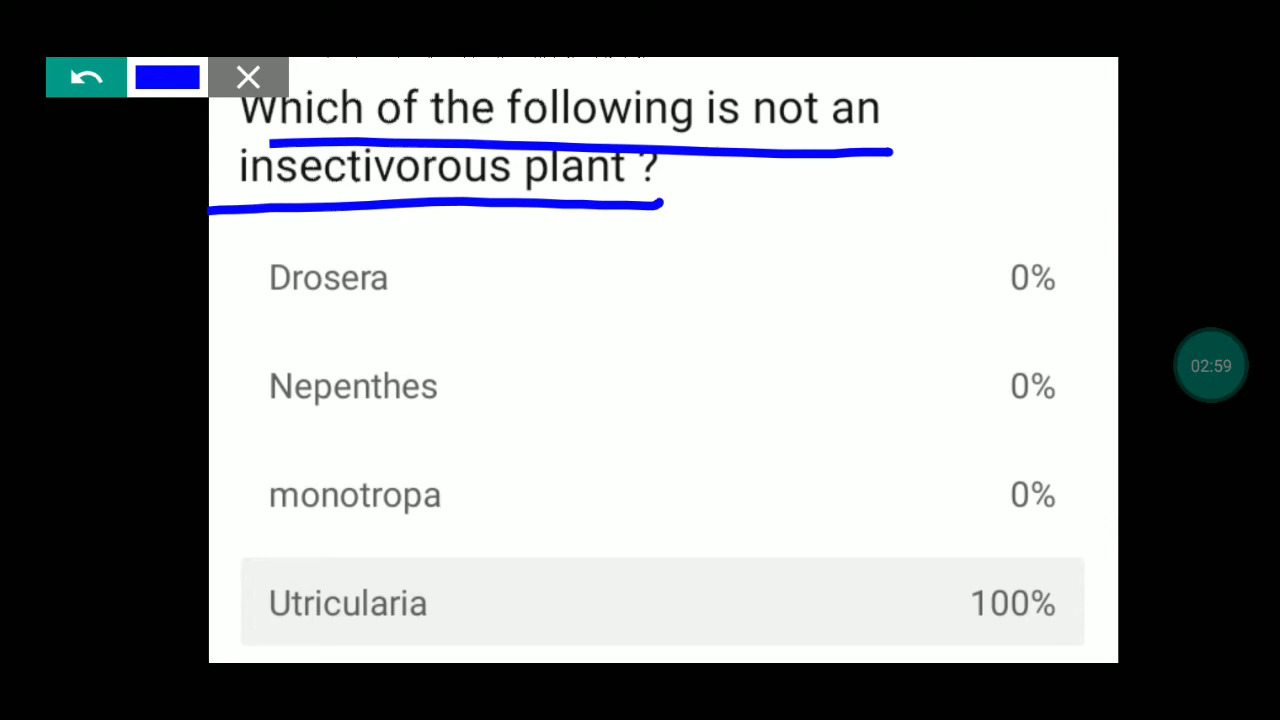 Which of the following is not an
insectivorous plant ?
Drosera 0%
Nepenthes 0%
monotropa 0%
Utricularia 100%
02:59